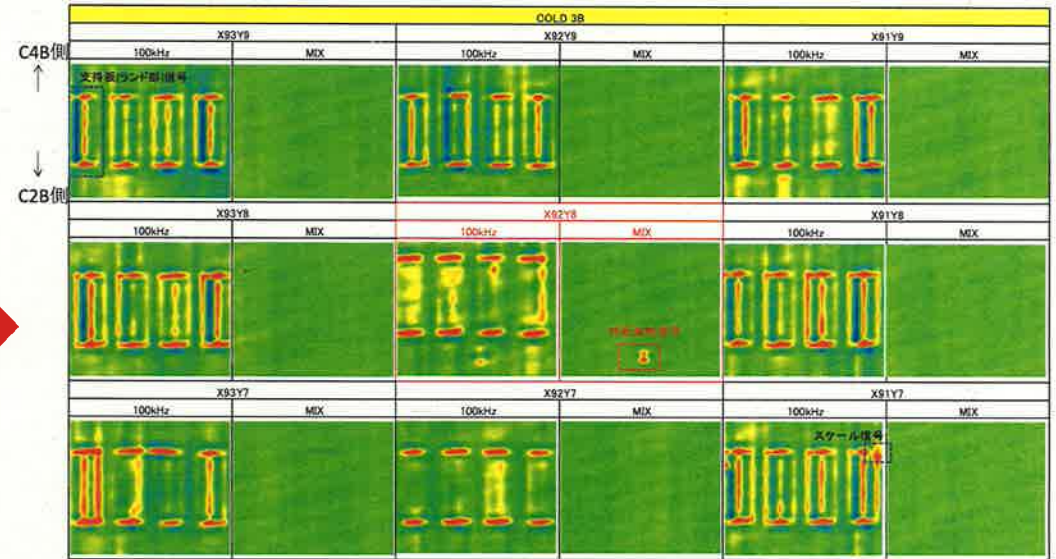 COLD 3B
X93Y9 X92Y9 X91Y9
C4B側
100kHz MIX 100kHz MIX 100kHz MIX
支持板(ランド部)信号
C2B側
X93Y8 X92Y8 X91Y8
100kHz MIX 100kHz MIX 100kHz MIX
X93Y7 X92Y7 X91Y7
100kHz MIX 100kHz MIX 100kHz MIX
スケール信号